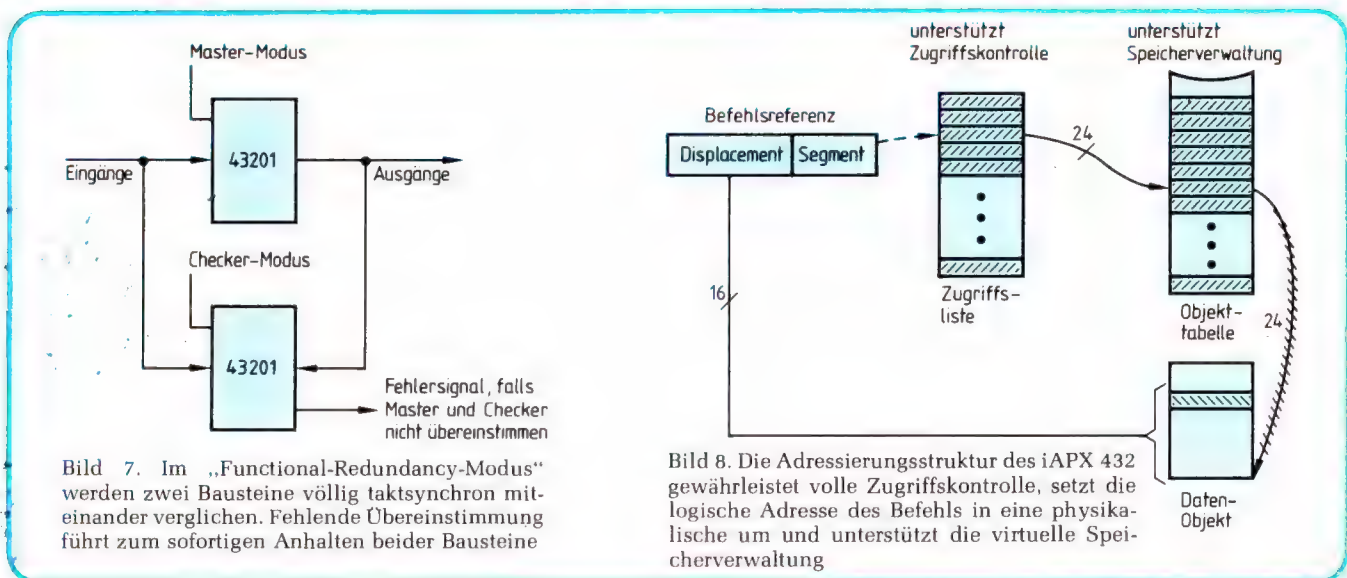 Master-Modus
43201
Eingänge
Ausgänge
Checker-Modus
43201
Fehlersignal, falls
Master und Checker
nicht übereinstimmen
Bild 7. Im „Functional-Redundancy-Modus“
werden zwei Bausteine völlig taktsynchron mit-
einander verglichen. Fehlende Übereinstimmung
führt zum sofortigen Anhalten beider Bausteine
unterstützt
Zugriffskontrolle
unterstützt
Speicherverwaltung
Befehlsreferenz
Displacement
Segment
24
16
Zugriffs-
liste
Objekt-
tabelle
24
Daten-
Objekt
Bild 8. Die Adressierungsstruktur des iAPX 432
gewährleistet volle Zugriffskontrolle, setzt die
logische Adresse des Befehls in eine physika-
lische um und unterstützt die virtuelle Spei-
cherverwaltung